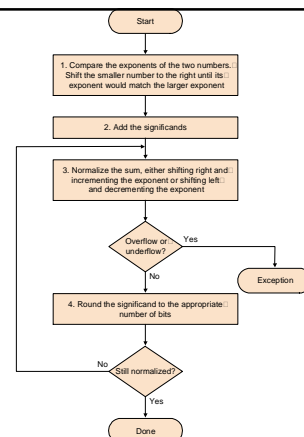 Start
1. Compare the exponents of the two numbers.
Shift the smaller number to the right until its
exponent would match the larger exponent
2. Add the significands
3. Normalize the sum, either shifting right and
incrementing the exponent or shifting left
and decrementing the exponent
Overflow or
underflow?
Yes
No
Exception
4. Round the significand to the appropriate
number of bits
No
Still normalized?
Yes
Done